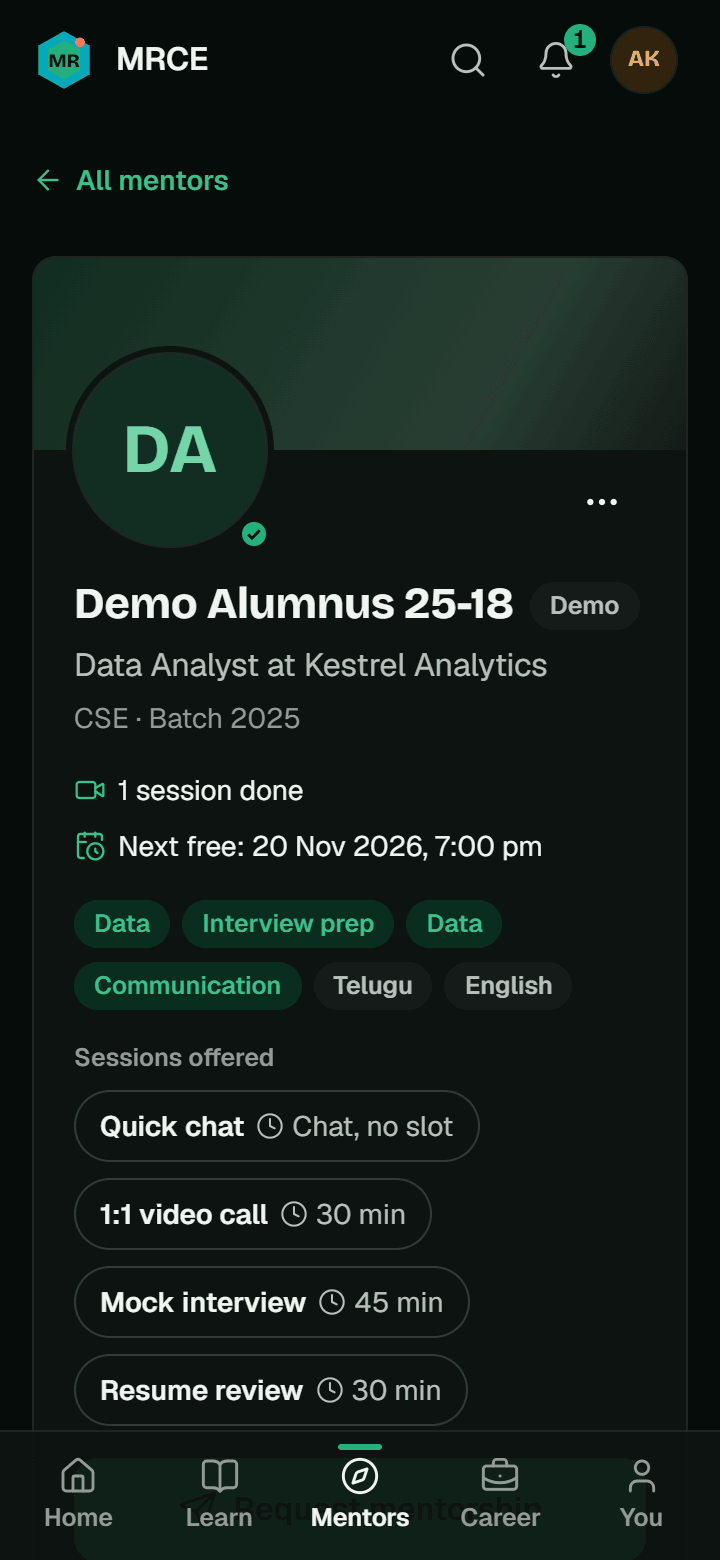 MR MRCE 1 AK
All mentors
DA
Demo Alumnus 25-18 Demo
Data Analyst at Kestrel Analytics
CSE · Batch 2025
1 session done
Next free: 20 Nov 2026, 7:00 pm
Data Interview prep Data
Communication Telugu English
Sessions offered
Quick chat Chat, no slot
1:1 video call 30 min
Mock interview 45 min
Resume review 30 min
Request mentorship
Home Learn Mentors Career You